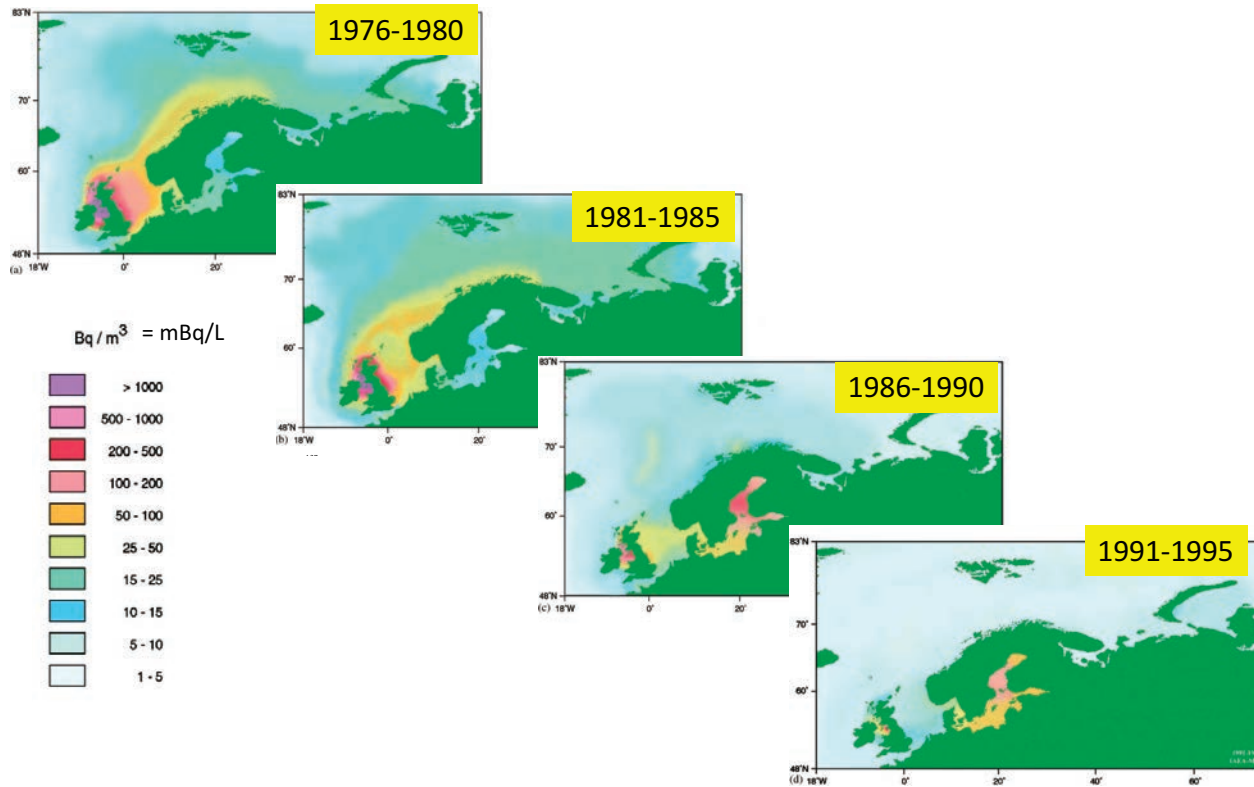 83°N
1976-1980
70°
60°
48°N
(a) 18°W 0° 20°
83°N
1981-1985
70°
60°
48°N
(b) 18°W 0° 20°
Bq / m³ = mBq/L
> 1000
500 - 1000
200 - 500
100 - 200
50 - 100
25 - 50
15 - 25
10 - 15
5 - 10
1 - 5
83°N
1986-1990
70°
60°
48°N
(c) 18°W 0° 20°
83°N
1991-1995
70°
60°
48°N
(d) 18°W 0° 20° 40° 60°